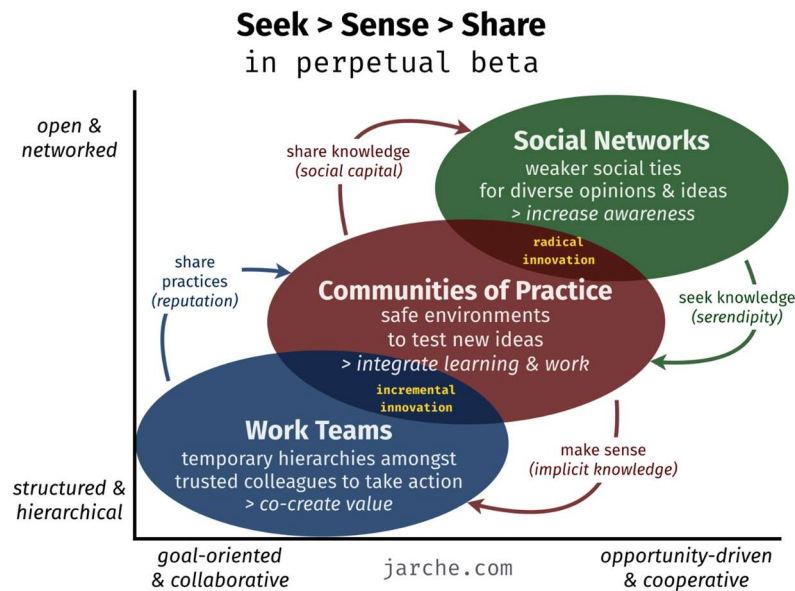 Seek > Sense > Share
in perpetual beta
open &
networked
share knowledge
(social capital)
Social Networks
weaker social ties
for diverse opinions & ideas
> increase awareness
radical
innovation
share
practices
(reputation)
Communities of Practice
safe environments
to test new ideas
> integrate learning & work
seek knowledge
(serendipity)
incremental
innovation
Work Teams
temporary hierarchies amongst
trusted colleagues to take action
> co-create value
make sense
(implicit knowledge)
structured &
hierarchical
goal-oriented
& collaborative
jarche.com
opportunity-driven
& cooperative